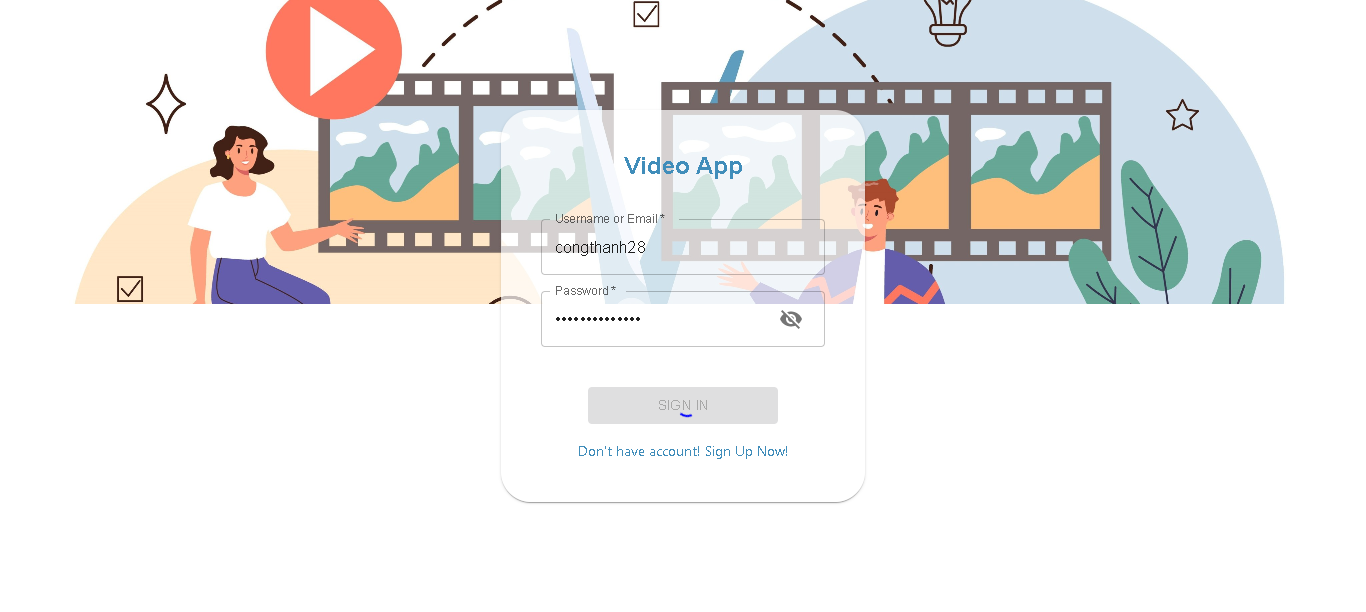 Video App
Username or Email *
congthanh28
Password *
••••••••••••••
SIGN IN
Don't have account! Sign Up Now!